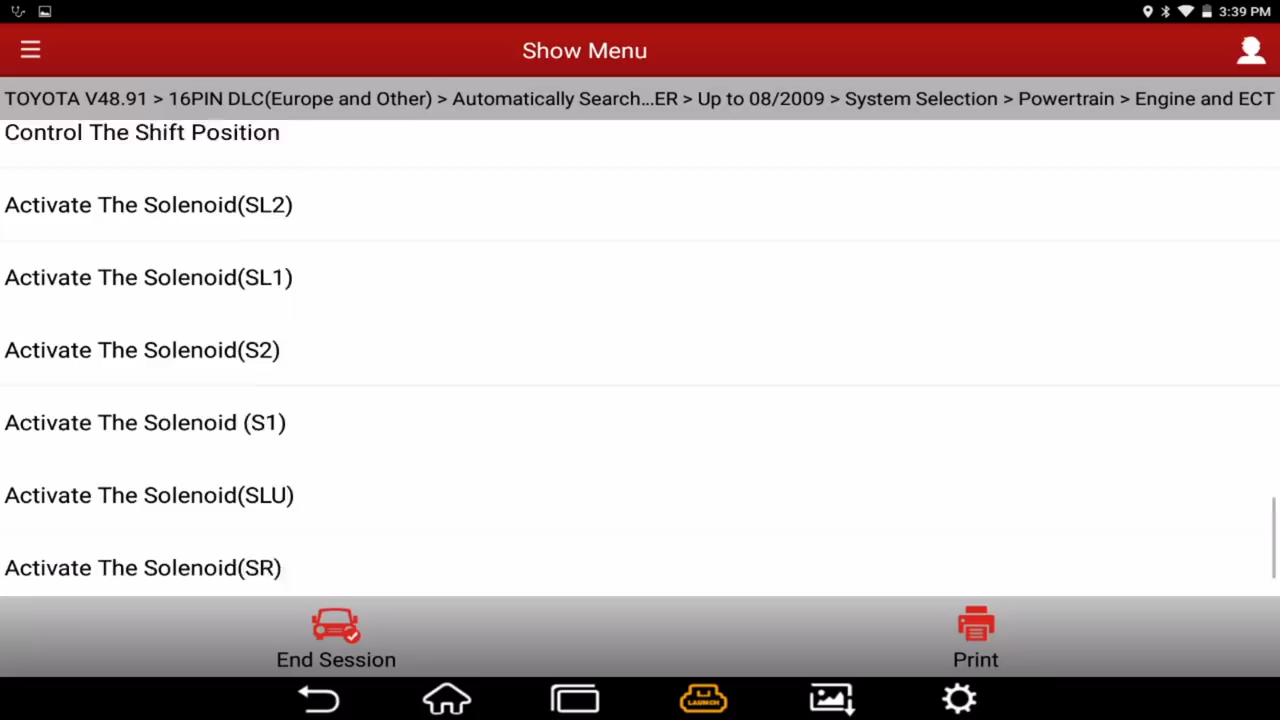 3:39 PM
Show Menu
TOYOTA V48.91 > 16PIN DLC(Europe and Other) > Automatically Search...ER > Up to 08/2009 > System Selection > Powertrain > Engine and ECT
Control The Shift Position
Activate The Solenoid(SL2)
Activate The Solenoid(SL1)
Activate The Solenoid(S2)
Activate The Solenoid (S1)
Activate The Solenoid(SLU)
Activate The Solenoid(SR)
End Session
Print
LAUNCH